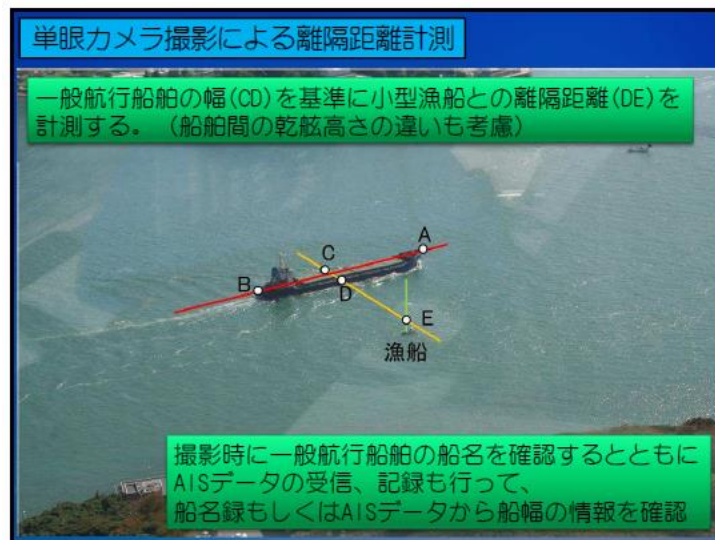 単眼カメラ撮影による離隔距離計測
一般航行船舶の幅(CD)を基準に小型漁船との離隔距離(DE)を
計測する。（船舶間の乾舷高さの違いも考慮）
A
C
B
D
E
漁船
撮影時に一般航行船舶の船名を確認するとともに
AISデータの受信、記録も行って、
船名録もしくはAISデータから船幅の情報を確認